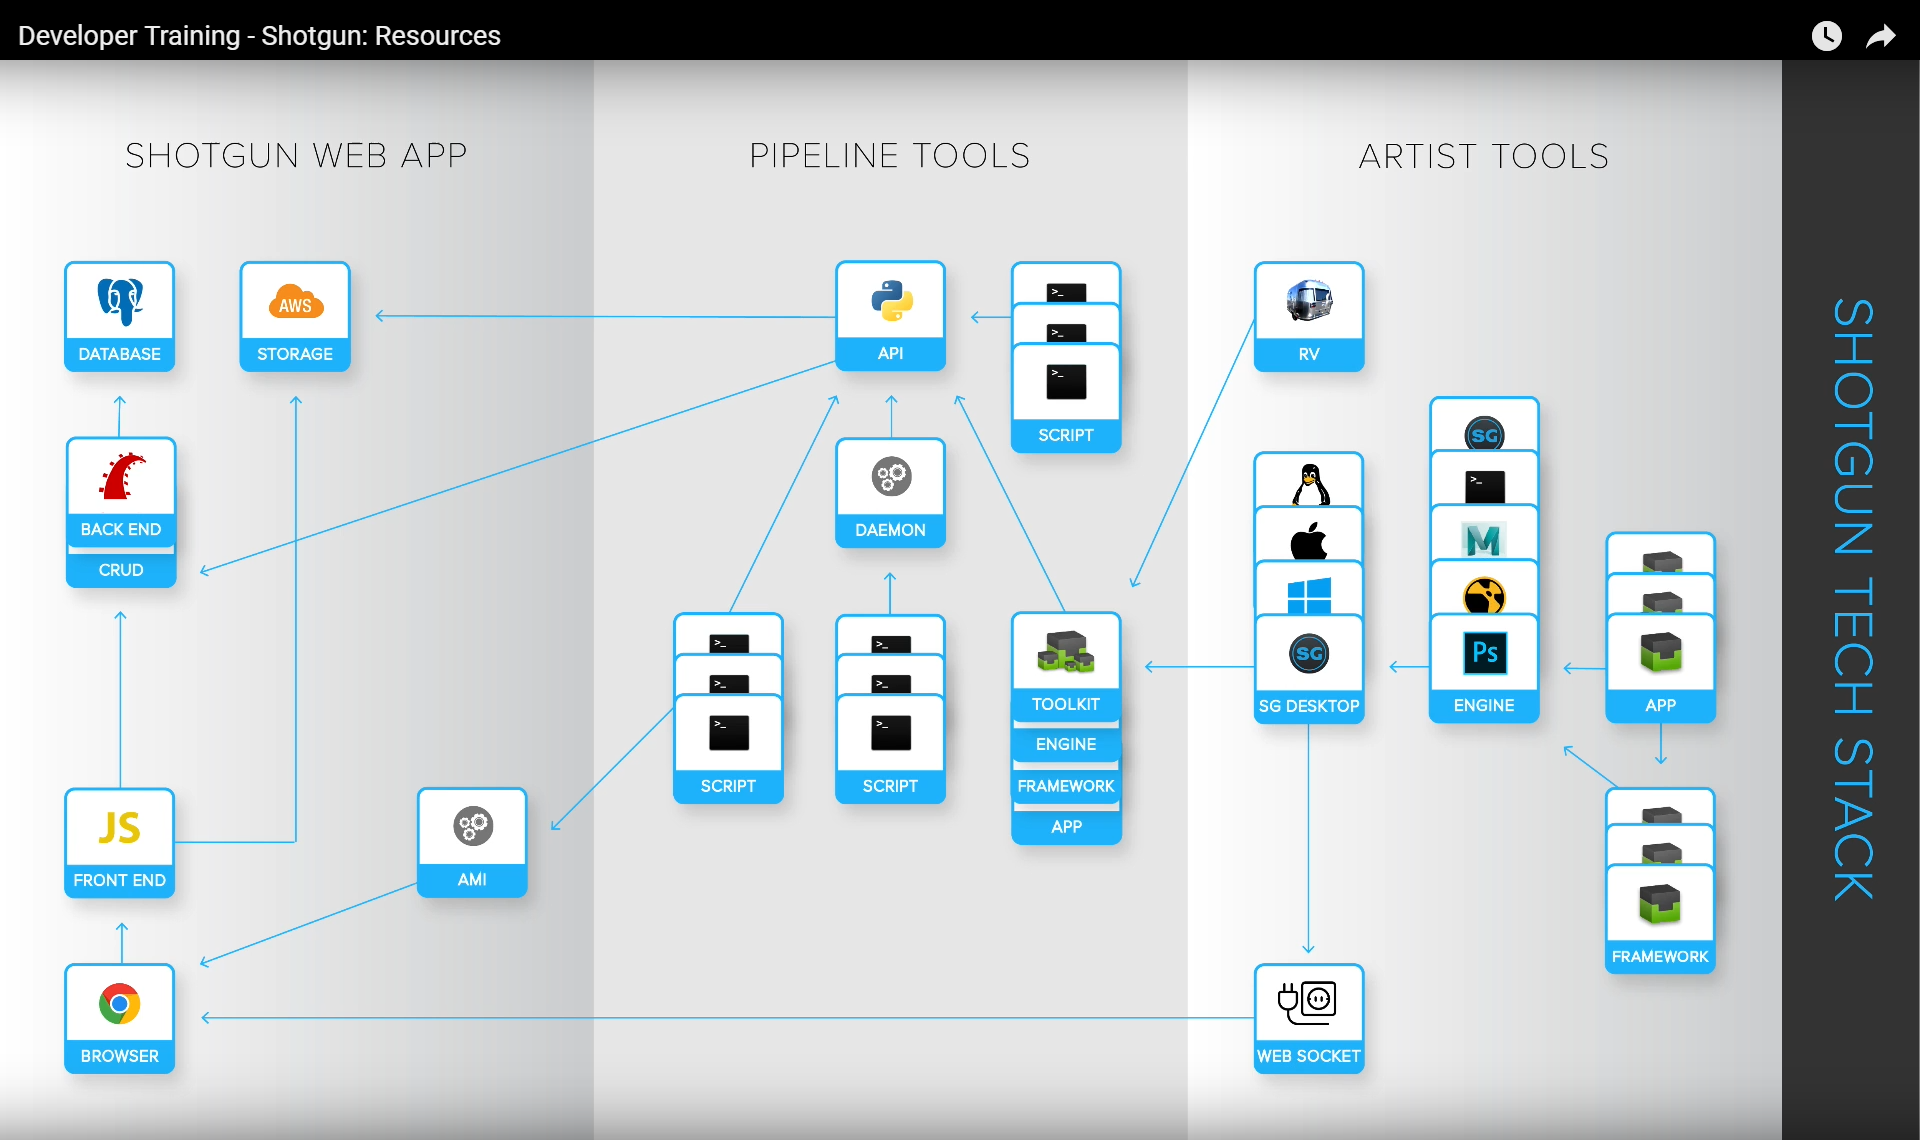 Developer Training - Shotgun: Resources
SHOTGUN WEB APP
PIPELINE TOOLS
ARTIST TOOLS
SHOTGUN TECH STACK
DATABASE
AWS
STORAGE
BACK END
CRUD
JS
FRONT END
BROWSER
AMI
API
>_
>_
>_
SCRIPT
DAEMON
>_
>_
>_
SCRIPT
>_
>_
>_
SCRIPT
TOOLKIT
ENGINE
FRAMEWORK
APP
RV
SG
SG DESKTOP
SG
>_
M
Ps
ENGINE
APP
FRAMEWORK
WEB SOCKET